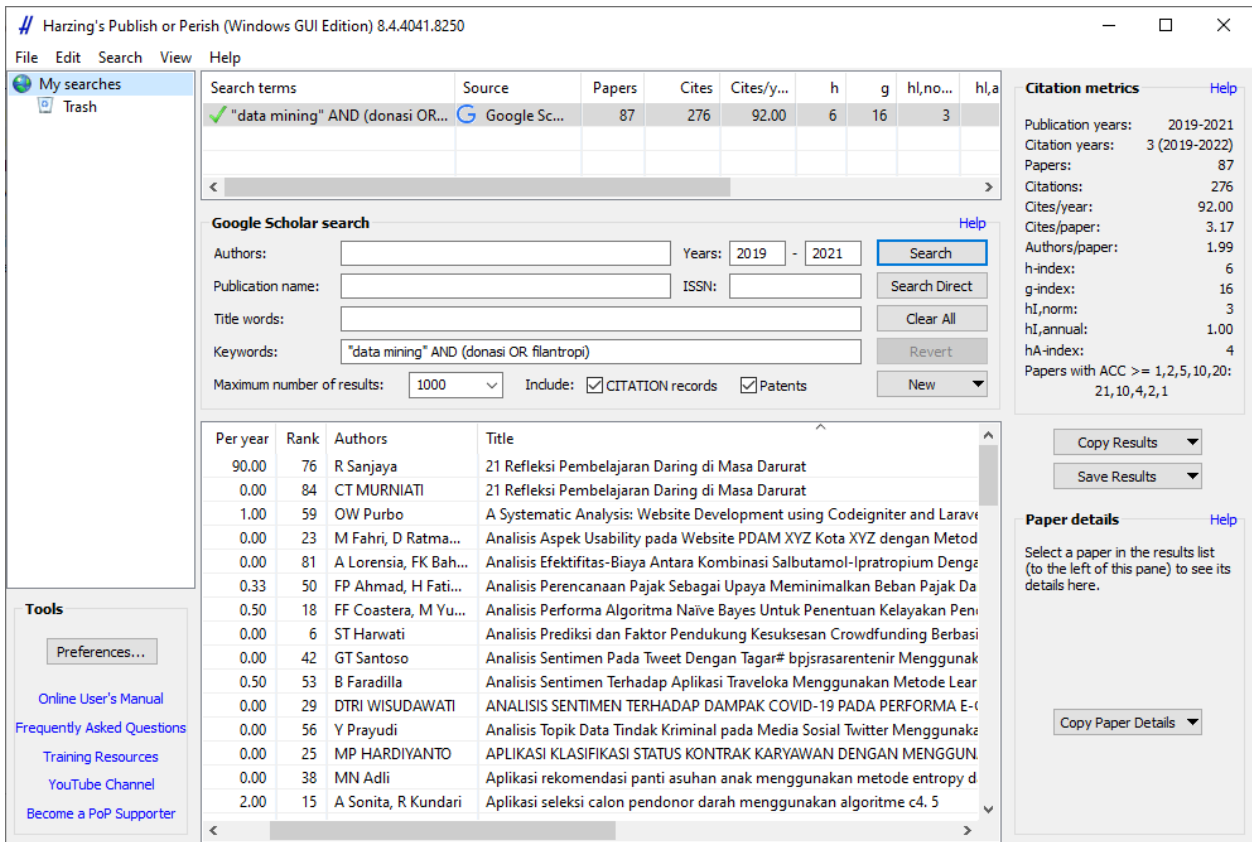 Harzing's Publish or Perish (Windows GUI Edition) 8.4.4041.8250
File Edit Search View Help
My searches
Trash
Search terms Source Papers Cites Cites/y... h g hI,no... hI,a
"data mining" AND (donasi OR... Google Sc... 87 276 92.00 6 16 3
Google Scholar search Help
Authors: Years: 2019 - 2021 Search
Publication name: ISSN: Search Direct
Title words: Clear All
Keywords: "data mining" AND (donasi OR filantropi) Revert
Maximum number of results: 1000 Include: CITATION records Patents New
Per year Rank Authors Title
90.00 76 R Sanjaya 21 Refleksi Pembelajaran Daring di Masa Darurat
0.00 84 CT MURNIATI 21 Refleksi Pembelajaran Daring di Masa Darurat
1.00 59 OW Purbo A Systematic Analysis: Website Development using Codeigniter and Larave
0.00 23 M Fahri, D Ratma... Analisis Aspek Usability pada Website PDAM XYZ Kota XYZ dengan Metod
0.00 81 A Lorensia, FK Bah... Analisis Efektifitas-Biaya Antara Kombinasi Salbutamol-Ipratropium Denga
0.33 50 FP Ahmad, H Fati... Analisis Perencanaan Pajak Sebagai Upaya Meminimalkan Beban Pajak Da
0.50 18 FF Coastera, M Yu... Analisis Performa Algoritma Naïve Bayes Untuk Penentuan Kelayakan Pen
0.00 6 ST Harwati Analisis Prediksi dan Faktor Pendukung Kesuksesan Crowdfunding Berbasi
0.00 42 GT Santoso Analisis Sentimen Pada Tweet Dengan Tagar# bpjsrasarentenir Menggunak
0.50 53 B Faradilla Analisis Sentimen Terhadap Aplikasi Traveloka Menggunakan Metode Lear
0.00 29 DTRI WISUDAWATI ANALISIS SENTIMEN TERHADAP DAMPAK COVID-19 PADA PERFORMA E-
0.00 56 Y Prayudi Analisis Topik Data Tindak Kriminal pada Media Sosial Twitter Menggunaka
0.00 25 MP HARDIYANTO APLIKASI KLASIFIKASI STATUS KONTRAK KARYAWAN DENGAN MENGGUN
0.00 38 MN Adli Aplikasi rekomendasi panti asuhan anak menggunakan metode entropy d
2.00 15 A Sonita, R Kundari Aplikasi seleksi calon pendonor darah menggunakan algoritme c4. 5
Citation metrics Help
Publication years: 2019-2021
Citation years: 3 (2019-2022)
Papers: 87
Citations: 276
Cites/year: 92.00
Cites/paper: 3.17
Authors/paper: 1.99
h-index: 6
g-index: 16
hI,norm: 3
hI,annual: 1.00
hA-index: 4
Papers with ACC >= 1,2,5,10,20:
21,10,4,2,1
Copy Results
Save Results
Paper details Help
Select a paper in the results list
(to the left of this pane) to see its
details here.
Copy Paper Details
Tools
Preferences...
Online User's Manual
Frequently Asked Questions
Training Resources
YouTube Channel
Become a PoP Supporter